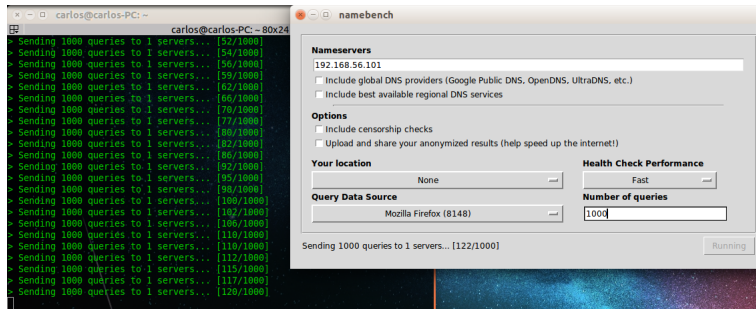 carlos@carlos-PC: ~
carlos@carlos-PC: ~ 80x24
> Sending 1000 queries to 1 servers... [52/1000]
> Sending 1000 queries to 1 servers... [54/1000]
> Sending 1000 queries to 1 servers... [56/1000]
> Sending 1000 queries to 1 servers... [59/1000]
> Sending 1000 queries to 1 servers... [62/1000]
> Sending 1000 queries to 1 servers... [66/1000]
> Sending 1000 queries to 1 servers... [70/1000]
> Sending 1000 queries to 1 servers... [77/1000]
> Sending 1000 queries to 1 servers... [80/1000]
> Sending 1000 queries to 1 servers... [82/1000]
> Sending 1000 queries to 1 servers... [86/1000]
> Sending 1000 queries to 1 servers... [92/1000]
> Sending 1000 queries to 1 servers... [95/1000]
> Sending 1000 queries to 1 servers... [98/1000]
> Sending 1000 queries to 1 servers... [100/1000]
> Sending 1000 queries to 1 servers... [102/1000]
> Sending 1000 queries to 1 servers... [106/1000]
> Sending 1000 queries to 1 servers... [110/1000]
> Sending 1000 queries to 1 servers... [110/1000]
> Sending 1000 queries to 1 servers... [112/1000]
> Sending 1000 queries to 1 servers... [115/1000]
> Sending 1000 queries to 1 servers... [117/1000]
> Sending 1000 queries to 1 servers... [120/1000]
namebench
Nameservers
192.168.56.101
Include global DNS providers (Google Public DNS, OpenDNS, UltraDNS, etc.)
Include best available regional DNS services
Options
Include censorship checks
Upload and share your anonymized results (help speed up the internet!)
Your location
Health Check Performance
None
Fast
Query Data Source
Number of queries
Mozilla Firefox (8148)
1000
Sending 1000 queries to 1 servers... [122/1000]
Running